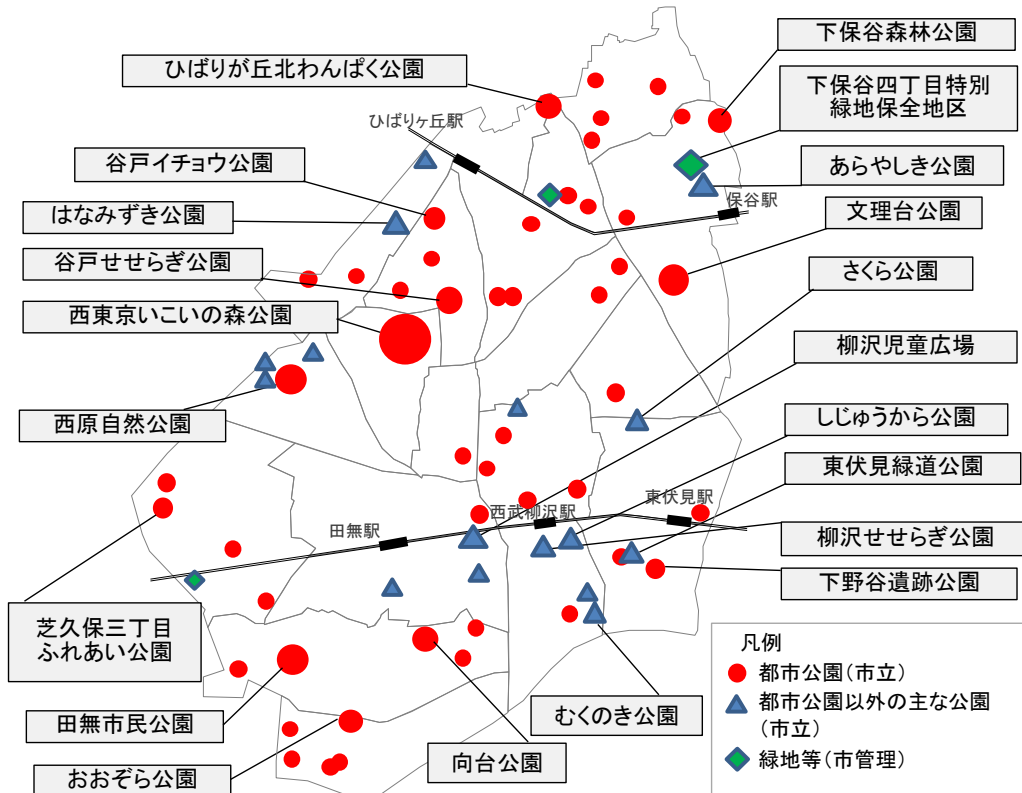 下保谷森林公園
ひばりが丘北わんぱく公園
下保谷四丁目特別
緑地保全地区
ひばりヶ丘駅
谷戸イチョウ公園
あらやしき公園
保谷駅
はなみずき公園
文理台公園
谷戸せせらぎ公園
さくら公園
西東京いこいの森公園
柳沢児童広場
西原自然公園
しじゅうから公園
東伏見緑道公園
東伏見駅
西武柳沢駅
田無駅
柳沢せせらぎ公園
下野谷遺跡公園
芝久保三丁目
ふれあい公園
田無市民公園
むくのき公園
向台公園
おおぞら公園
凡例
都市公園(市立)
都市公園以外の主な公園
(市立)
緑地等(市管理)